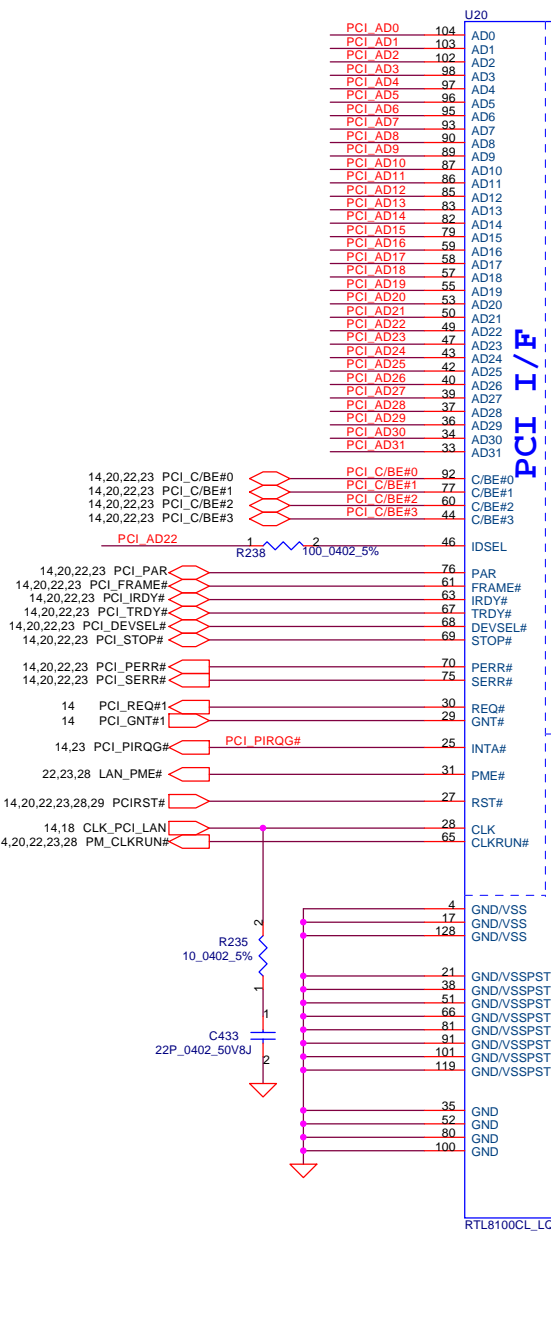 U20
PCI_AD0 104 AD0
PCI_AD1 103 AD1
PCI_AD2 102 AD2
PCI_AD3 98 AD3
PCI_AD4 97 AD4
PCI_AD5 96 AD5
PCI_AD6 95 AD6
PCI_AD7 93 AD7
PCI_AD8 90 AD8
PCI_AD9 89 AD9
PCI_AD10 87 AD10
PCI_AD11 86 AD11
PCI_AD12 85 AD12
PCI_AD13 83 AD13
PCI_AD14 82 AD14
PCI_AD15 79 AD15
PCI_AD16 59 AD16
PCI_AD17 58 AD17
PCI_AD18 57 AD18
PCI_AD19 55 AD19
PCI_AD20 53 AD20
PCI_AD21 50 AD21
PCI_AD22 49 AD22
PCI_AD23 47 AD23
PCI_AD24 43 AD24
PCI_AD25 42 AD25
PCI_AD26 40 AD26
PCI_AD27 39 AD27
PCI_AD28 37 AD28
PCI_AD29 36 AD29
PCI_AD30 34 AD30
PCI_AD31 33 AD31
PCI I/F
14,20,22,23 PCI_C/BE#0 PCI_C/BE#0 92 C/BE#0
14,20,22,23 PCI_C/BE#1 PCI_C/BE#1 77 C/BE#1
14,20,22,23 PCI_C/BE#2 PCI_C/BE#2 60 C/BE#2
14,20,22,23 PCI_C/BE#3 PCI_C/BE#3 44 C/BE#3
PCI_AD22 1 2 46 IDSEL
R238 100_0402_5%
14,20,22,23 PCI_PAR 76 PAR
14,20,22,23 PCI_FRAME# 61 FRAME#
14,20,22,23 PCI_IRDY# 63 IRDY#
14,20,22,23 PCI_TRDY# 67 TRDY#
14,20,22,23 PCI_DEVSEL# 68 DEVSEL#
14,20,22,23 PCI_STOP# 69 STOP#
14,20,22,23 PCI_PERR# 70 PERR#
14,20,22,23 PCI_SERR# 75 SERR#
14 PCI_REQ#1 30 REQ#
14 PCI_GNT#1 29 GNT#
14,23 PCI_PIRQG# PCI_PIRQG# 25 INTA#
22,23,28 LAN_PME# 31 PME#
14,20,22,23,28,29 PCIRST# 27 RST#
14,18 CLK_PCI_LAN 28 CLK
4,20,22,23,28 PM_CLKRUN# 65 CLKRUN#
4 GND/VSS
17 GND/VSS
128 GND/VSS
2
R235
10_0402_5%
1
21 GND/VSSPST
38 GND/VSSPST
51 GND/VSSPST
66 GND/VSSPST
81 GND/VSSPST
91 GND/VSSPST
101 GND/VSSPST
119 GND/VSSPST
1
C433
22P_0402_50V8J
2
35 GND
52 GND
80 GND
100 GND
RTL8100CL_LQ